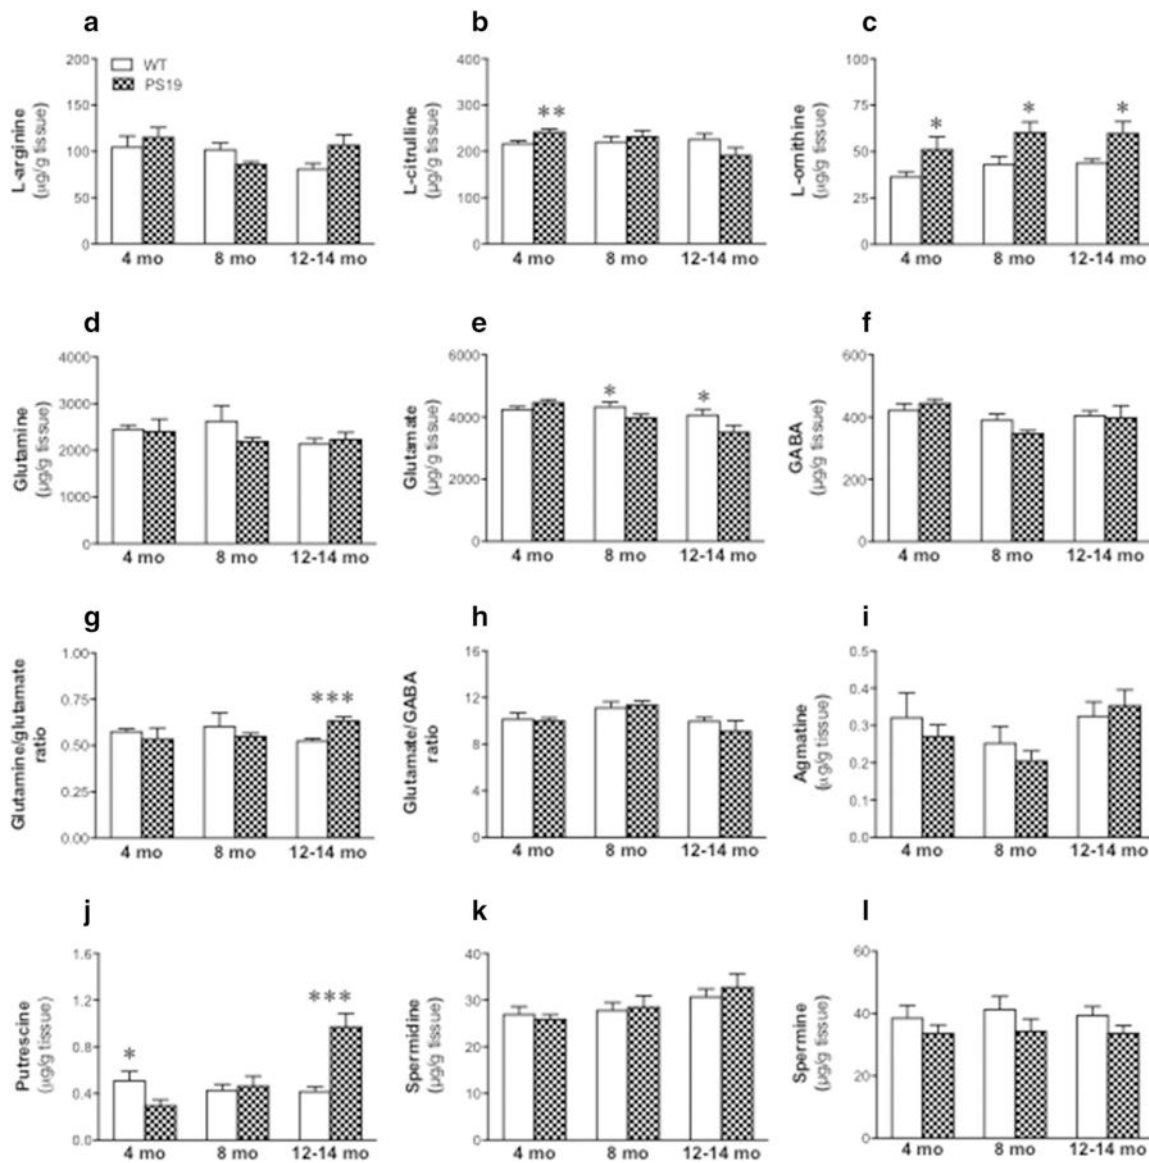 a
b
c
200
150
100
50
0
L-arginine
(µg/g tissue)
WT
PS19
4 mo 8 mo 12-14 mo
400
300
200
100
0
L-citrulline
(µg/g tissue)
**
4 mo 8 mo 12-14 mo
100
75
50
25
0
L-ornithine
(µg/g tissue)
* * *
4 mo 8 mo 12-14 mo
d
e
f
4000
3000
2000
1000
0
Glutamine
(µg/g tissue)
4 mo 8 mo 12-14 mo
6000
4000
2000
0
Glutamate
(µg/g tissue)
* *
4 mo 8 mo 12-14 mo
600
400
200
0
GABA
(µg/g tissue)
4 mo 8 mo 12-14 mo
g
h
i
1.00
0.75
0.50
0.25
0.00
Glutamine/glutamate
ratio
***
4 mo 8 mo 12-14 mo
16
12
8
4
0
Glutamate/GABA
ratio
4 mo 8 mo 12-14 mo
0.5
0.4
0.3
0.2
0.1
0.0
Agmatine
(µg/g tissue)
4 mo 8 mo 12-14 mo
j
k
l
1.6
1.2
0.8
0.4
0.0
Putrescine
(µg/g tissue)
* ***
4 mo 8 mo 12-14 mo
40
30
20
10
0
Spermidine
(µg/g tissue)
4 mo 8 mo 12-14 mo
60
40
20
0
Spermine
(µg/g tissue)
4 mo 8 mo 12-14 mo